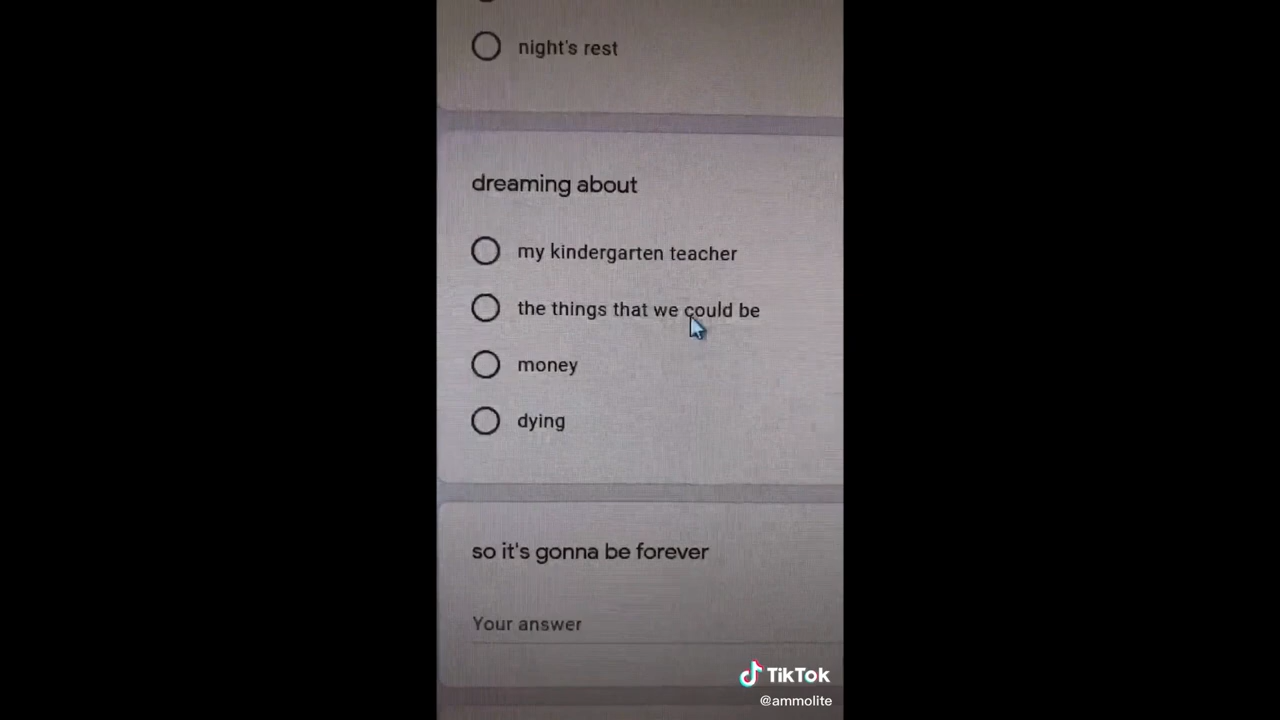 night's rest
dreaming about
my kindergarten teacher
the things that we could be
money
dying
so it's gonna be forever
Your answer
TikTok
@ammolite